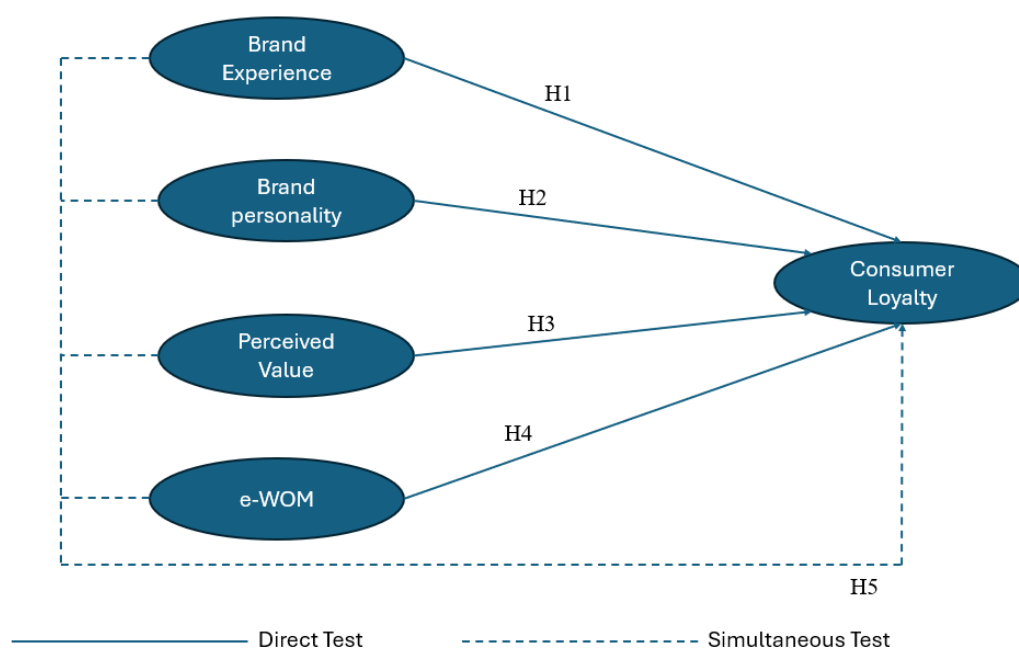 Brand
Experience
H1
Brand
personality
H2
Consumer
Loyalty
Perceived
Value
H3
H4
e-WOM
H5
Direct Test
Simultaneous Test